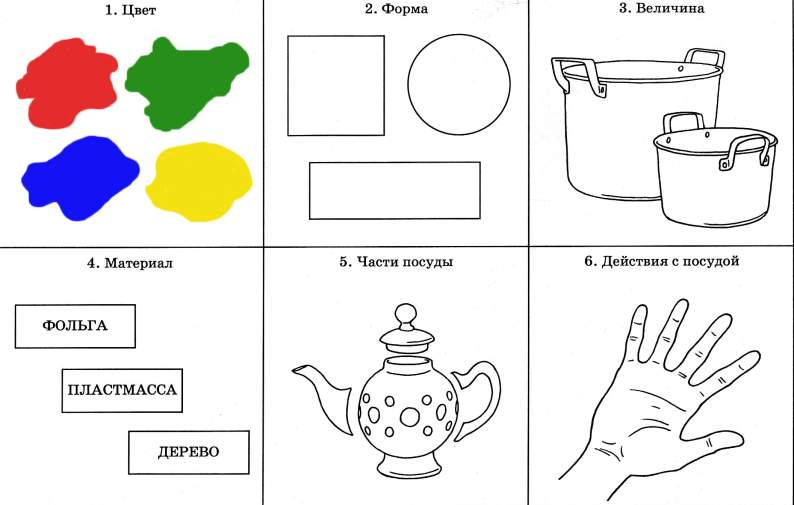 1. Цвет
2. Форма
3. Величина
4. Материал
ФОЛЬГА
ПЛАСТМАССА
ДЕРЕВО
5. Части посуды
6. Действия с посудой